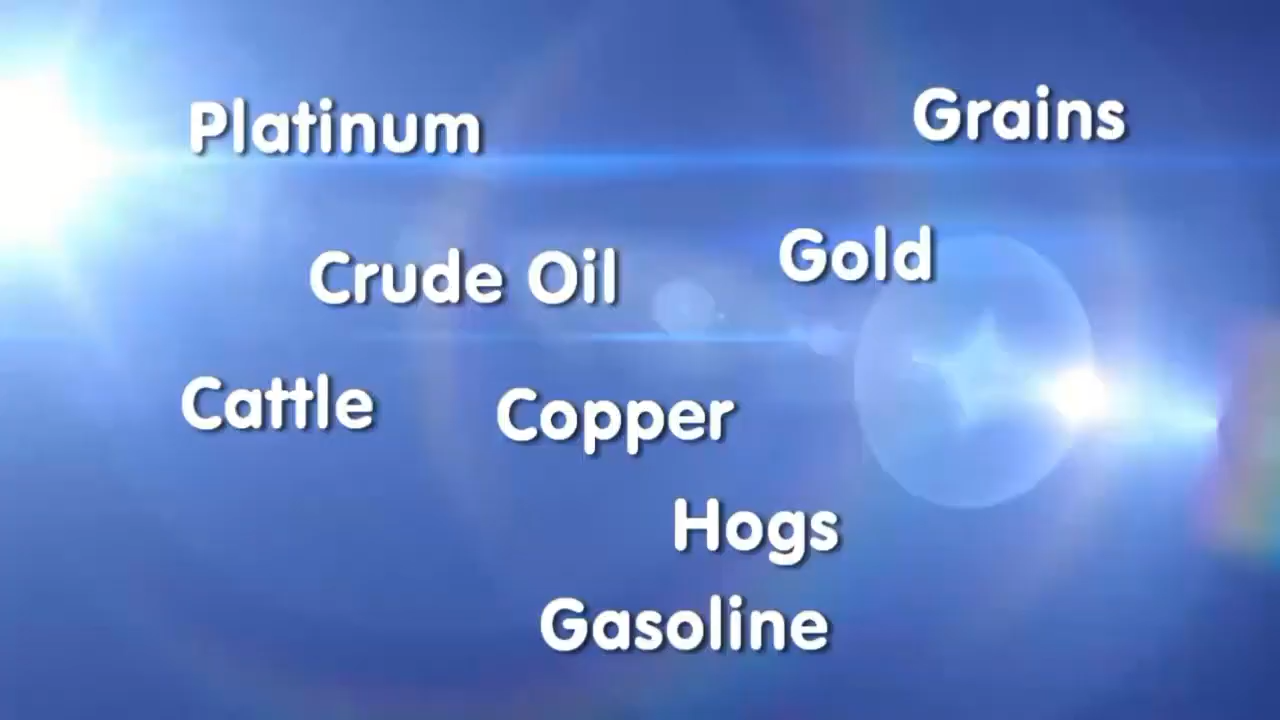 Platinum
Grains
Crude Oil
Gold
Cattle
Copper
Hogs
Gasoline